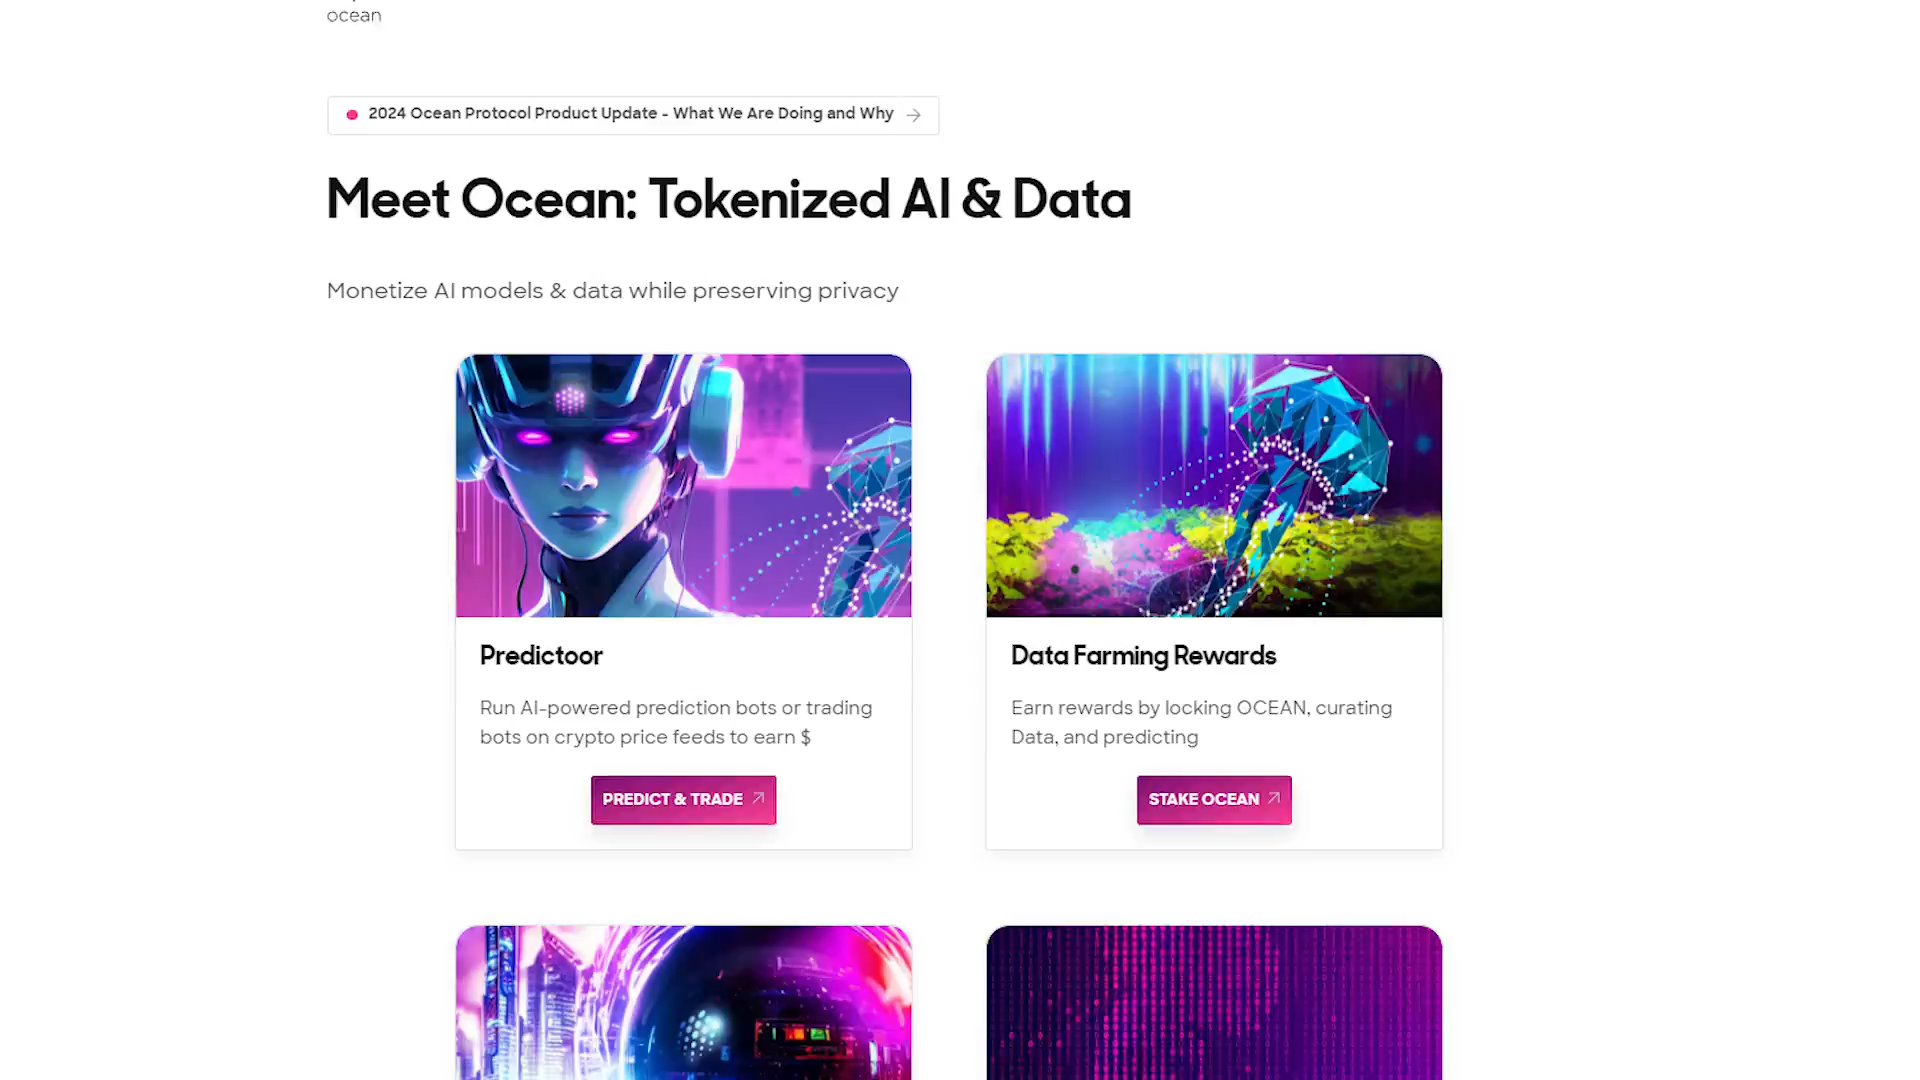 ocean
2024 Ocean Protocol Product Update - What We Are Doing and Why
Meet Ocean: Tokenized AI & Data
Monetize AI models & data while preserving privacy
Predictoor
Run AI-powered prediction bots or trading
bots on crypto price feeds to earn $
PREDICT & TRADE
Data Farming Rewards
Earn rewards by locking OCEAN, curating
Data, and predicting
STAKE OCEAN